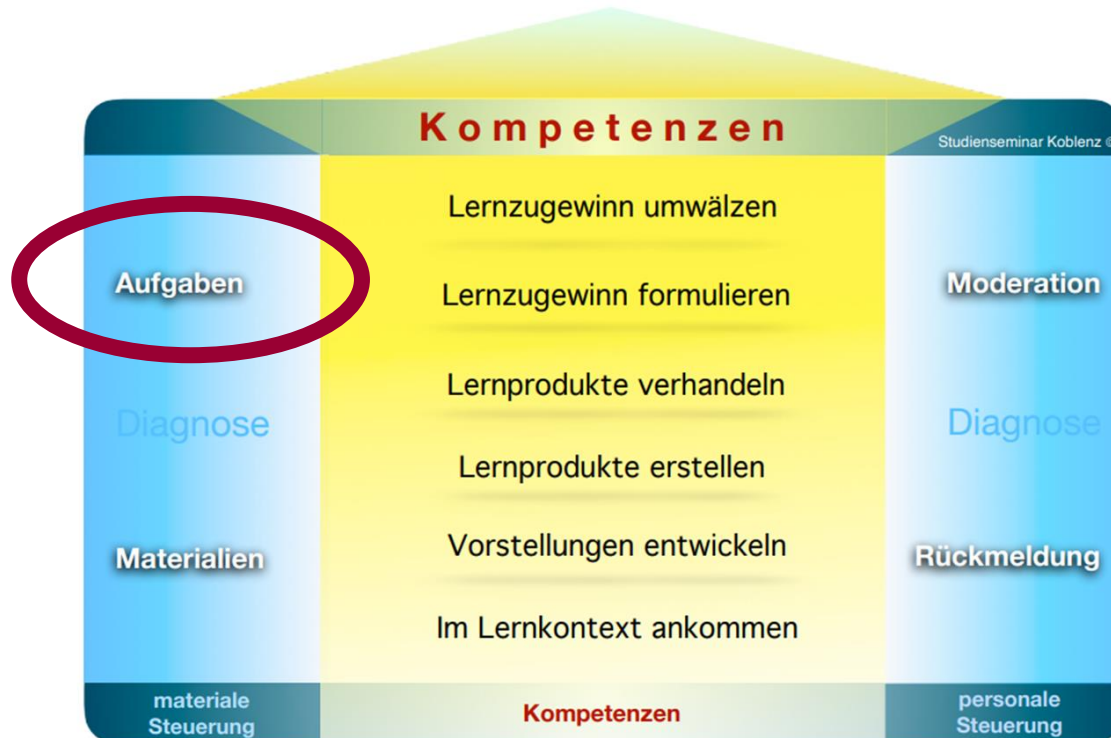 Kompetenzen
Studienseminar Koblenz ©
Lernzugewinn umwälzen
Aufgaben
Lernzugewinn formulieren
Moderation
Lernprodukte verhandeln
Diagnose
Diagnose
Lernprodukte erstellen
Materialien
Vorstellungen entwickeln
Rückmeldung
Im Lernkontext ankommen
materiale
Steuerung
Kompetenzen
personale
Steuerung